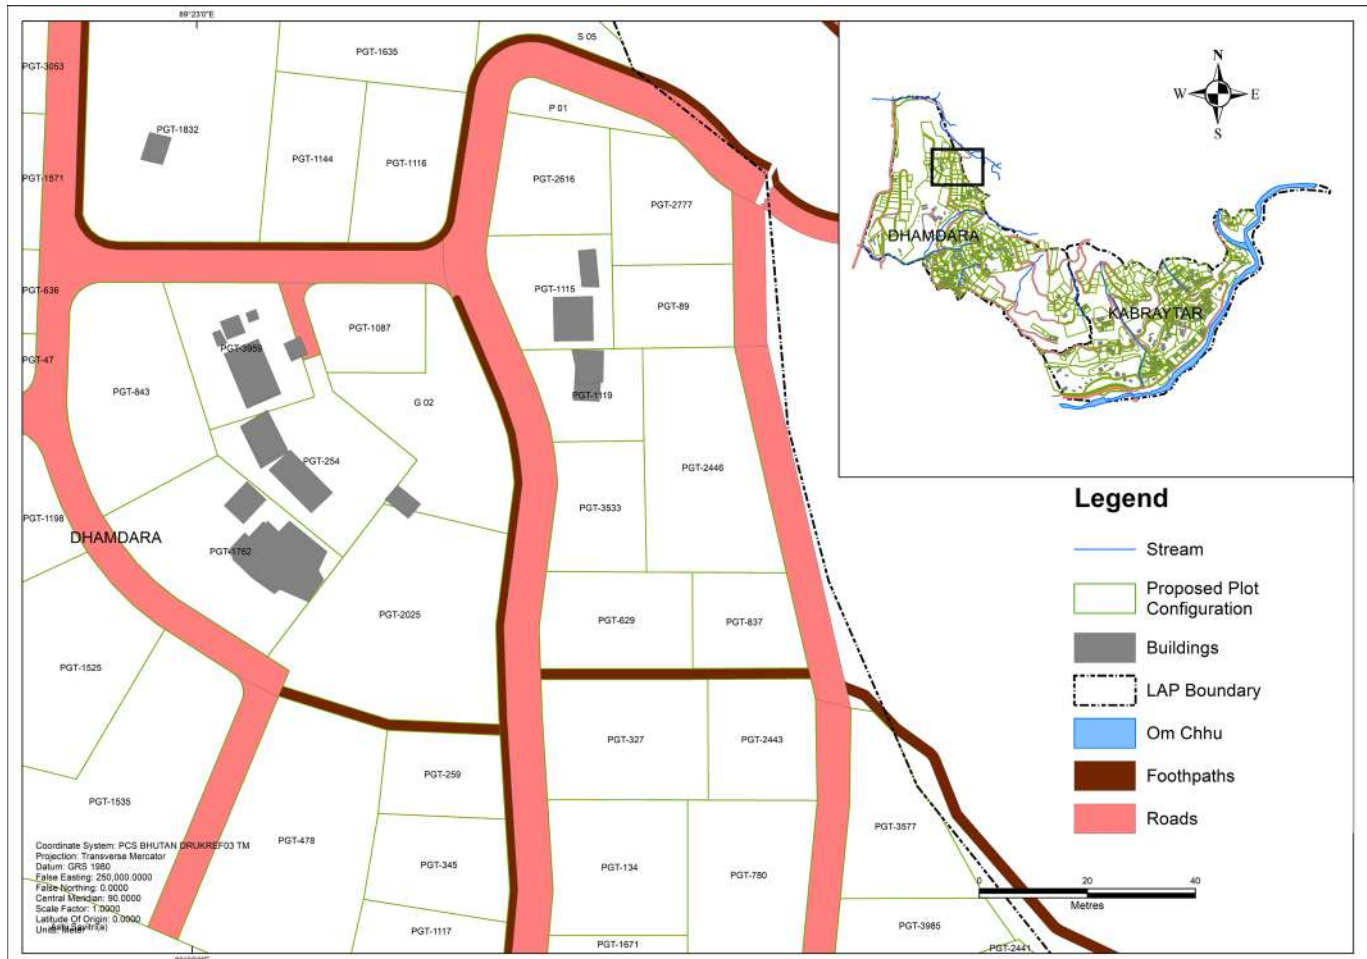 89°23'0"E
S 05
PGT-1635
PGT-3053
P 01
PGT-1832
PGT-1144
PGT-1116
PGT-1571
PGT-2616
PGT-2777
N
W
E
S
DHAMDARA
KABRAYTAR
PGT-636
PGT-1115
PGT-89
PGT-1087
PGT-3959
PGT-47
PGT-843
G 02
PGT-1119
PGT-254
PGT-2446
PGT-3533
PGT-1198
DHAMDARA
PGT-1762
PGT-2025
PGT-629
PGT-837
PGT-1525
PGT-327
PGT-2443
PGT-259
PGT-1535
PGT-478
PGT-3577
PGT-345
PGT-134
PGT-780
PGT-1117
PGT-1671
PGT-3985
PGT-2441
Legend
Stream
Proposed Plot
Configuration
Buildings
LAP Boundary
Om Chhu
Foothpaths
Roads
0 20 40
Metres
Coordinate System: PCS BHUTAN DRUKREF03 TM
Projection: Transverse Mercator
Datum: GRS 1980
False Easting: 250,000.0000
False Northing: 0.0000
Central Meridian: 90.0000
Scale Factor: 1.0000
Latitude Of Origin: 0.0000
Units: Meter